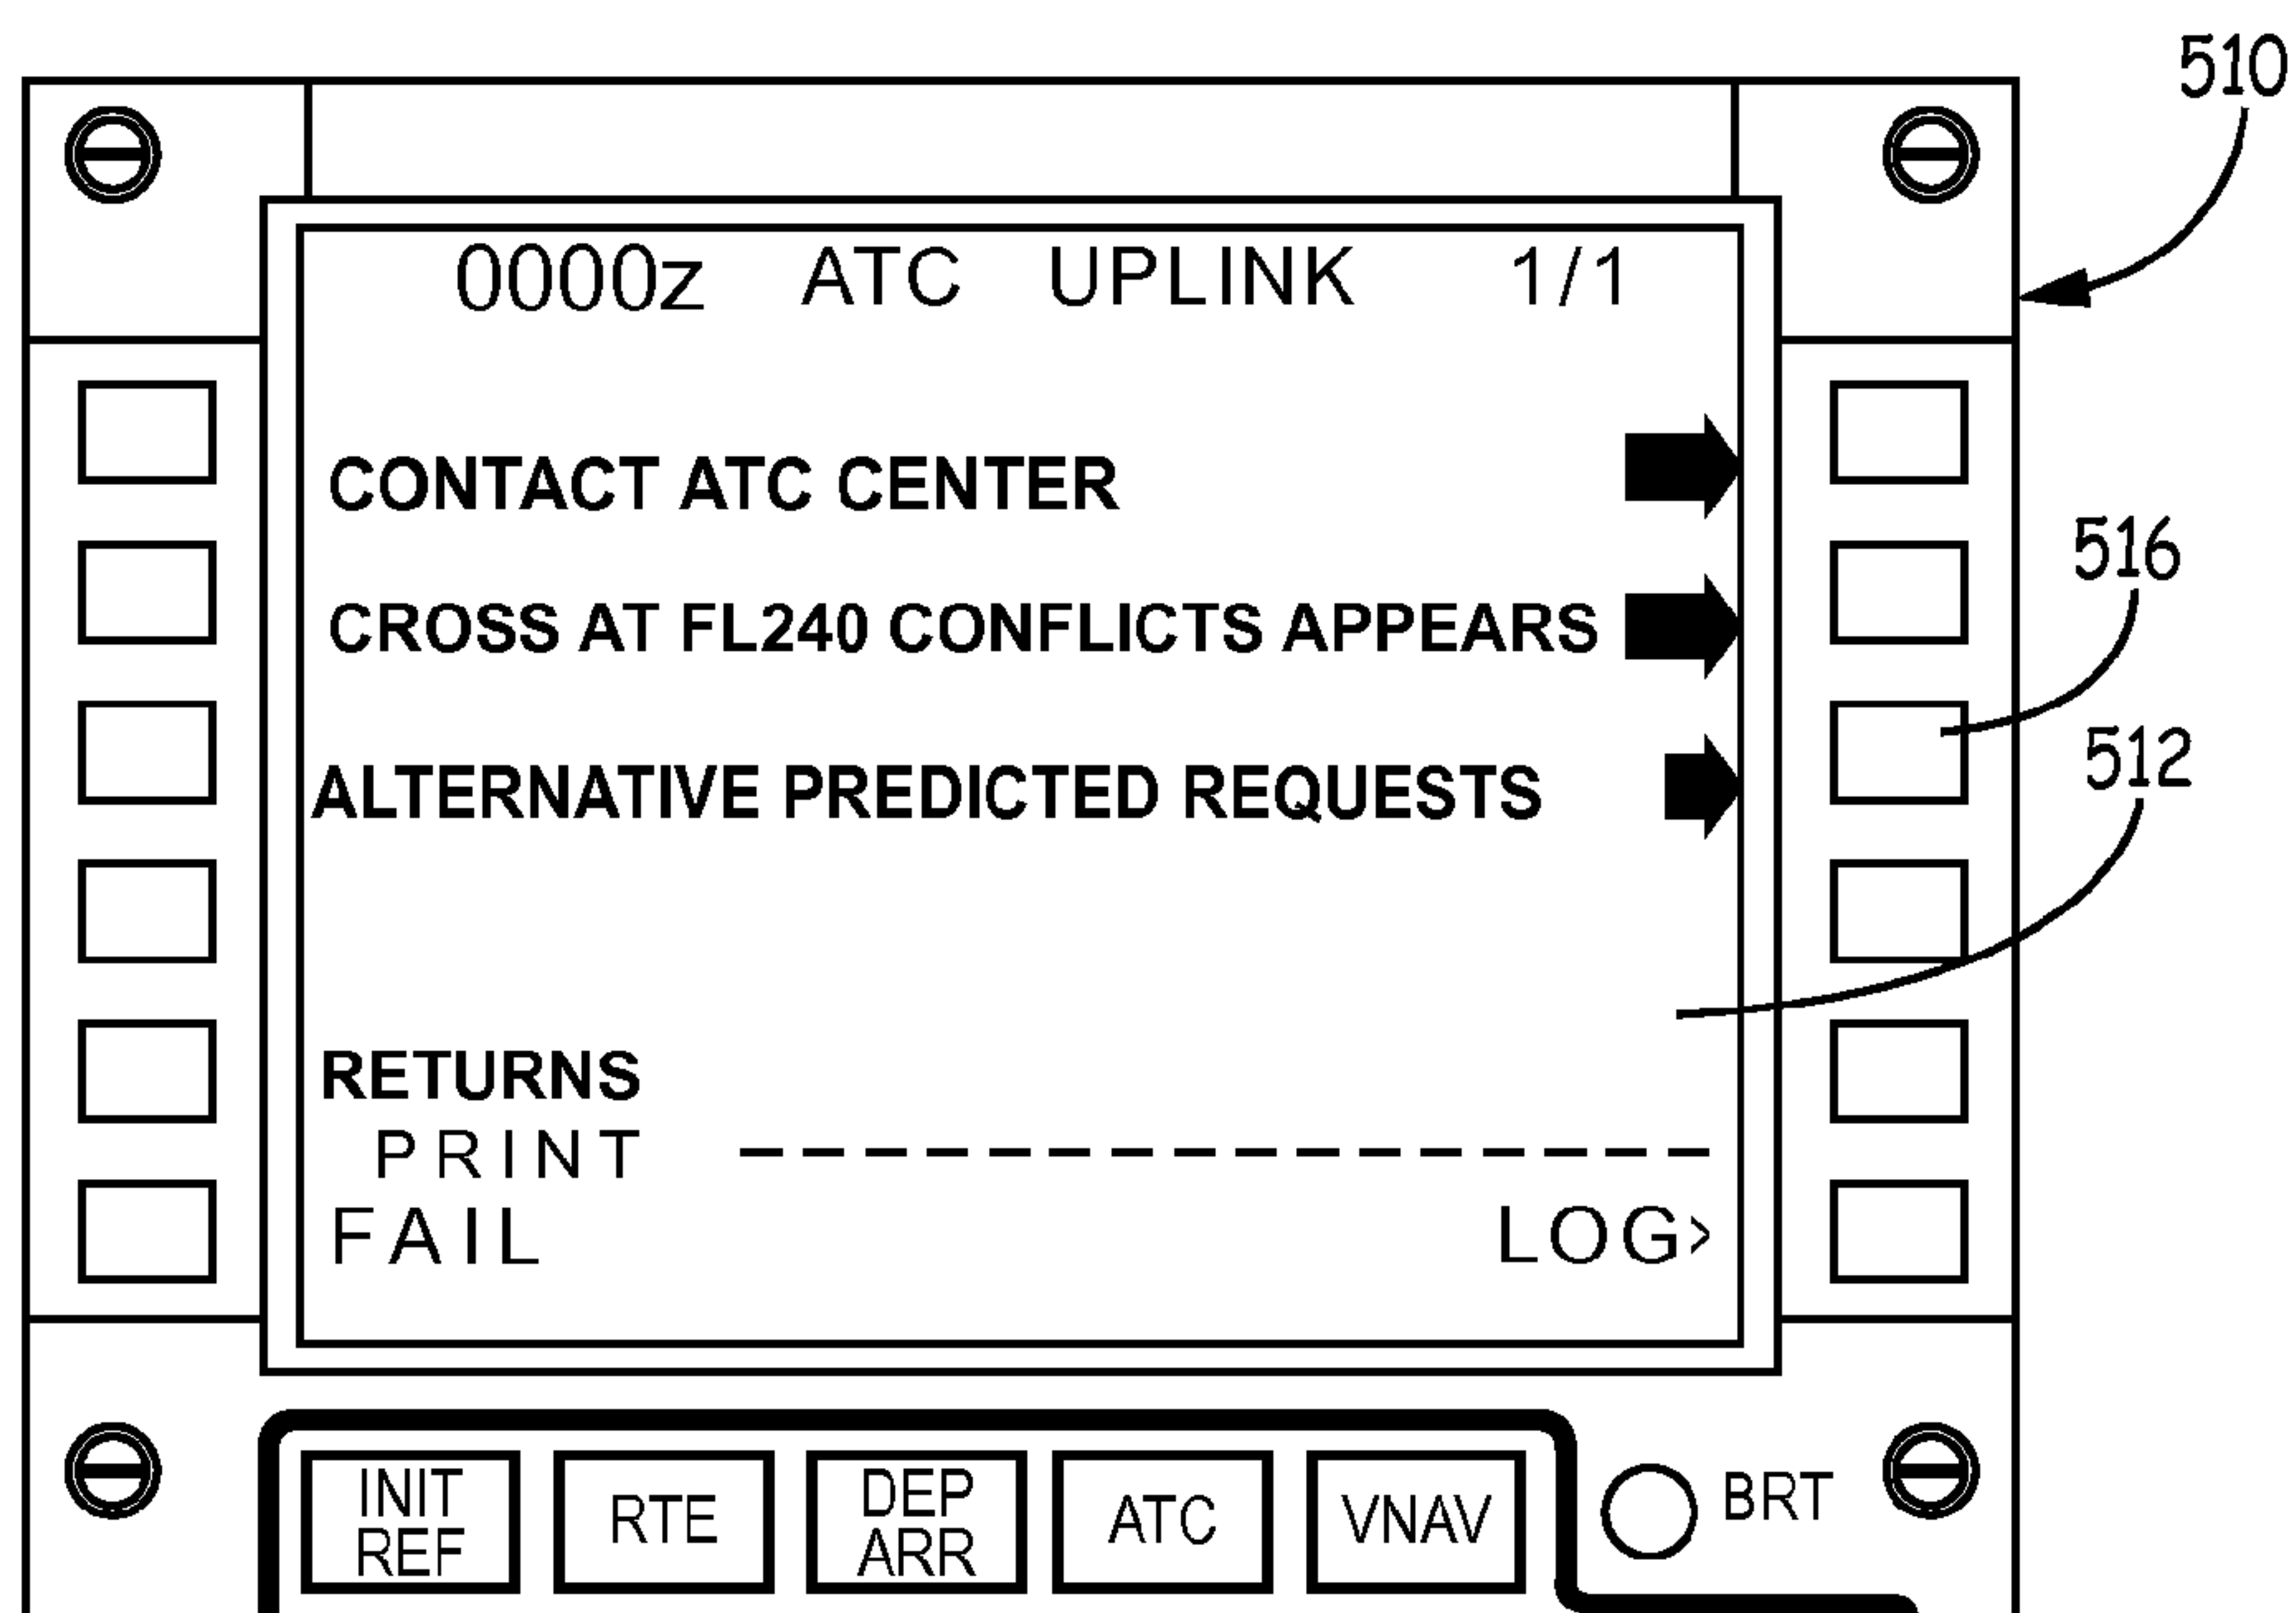 510
0000z ATC UPLINK 1/1
CONTACT ATC CENTER
516
CROSS AT FL240 CONFLICTS APPEARS
512
ALTERNATIVE PREDICTED REQUESTS
RETURNS
PRINT ----------------
FAIL LOG>
INIT REF
RTE
DEP ARR
ATC
VNAV
BRT